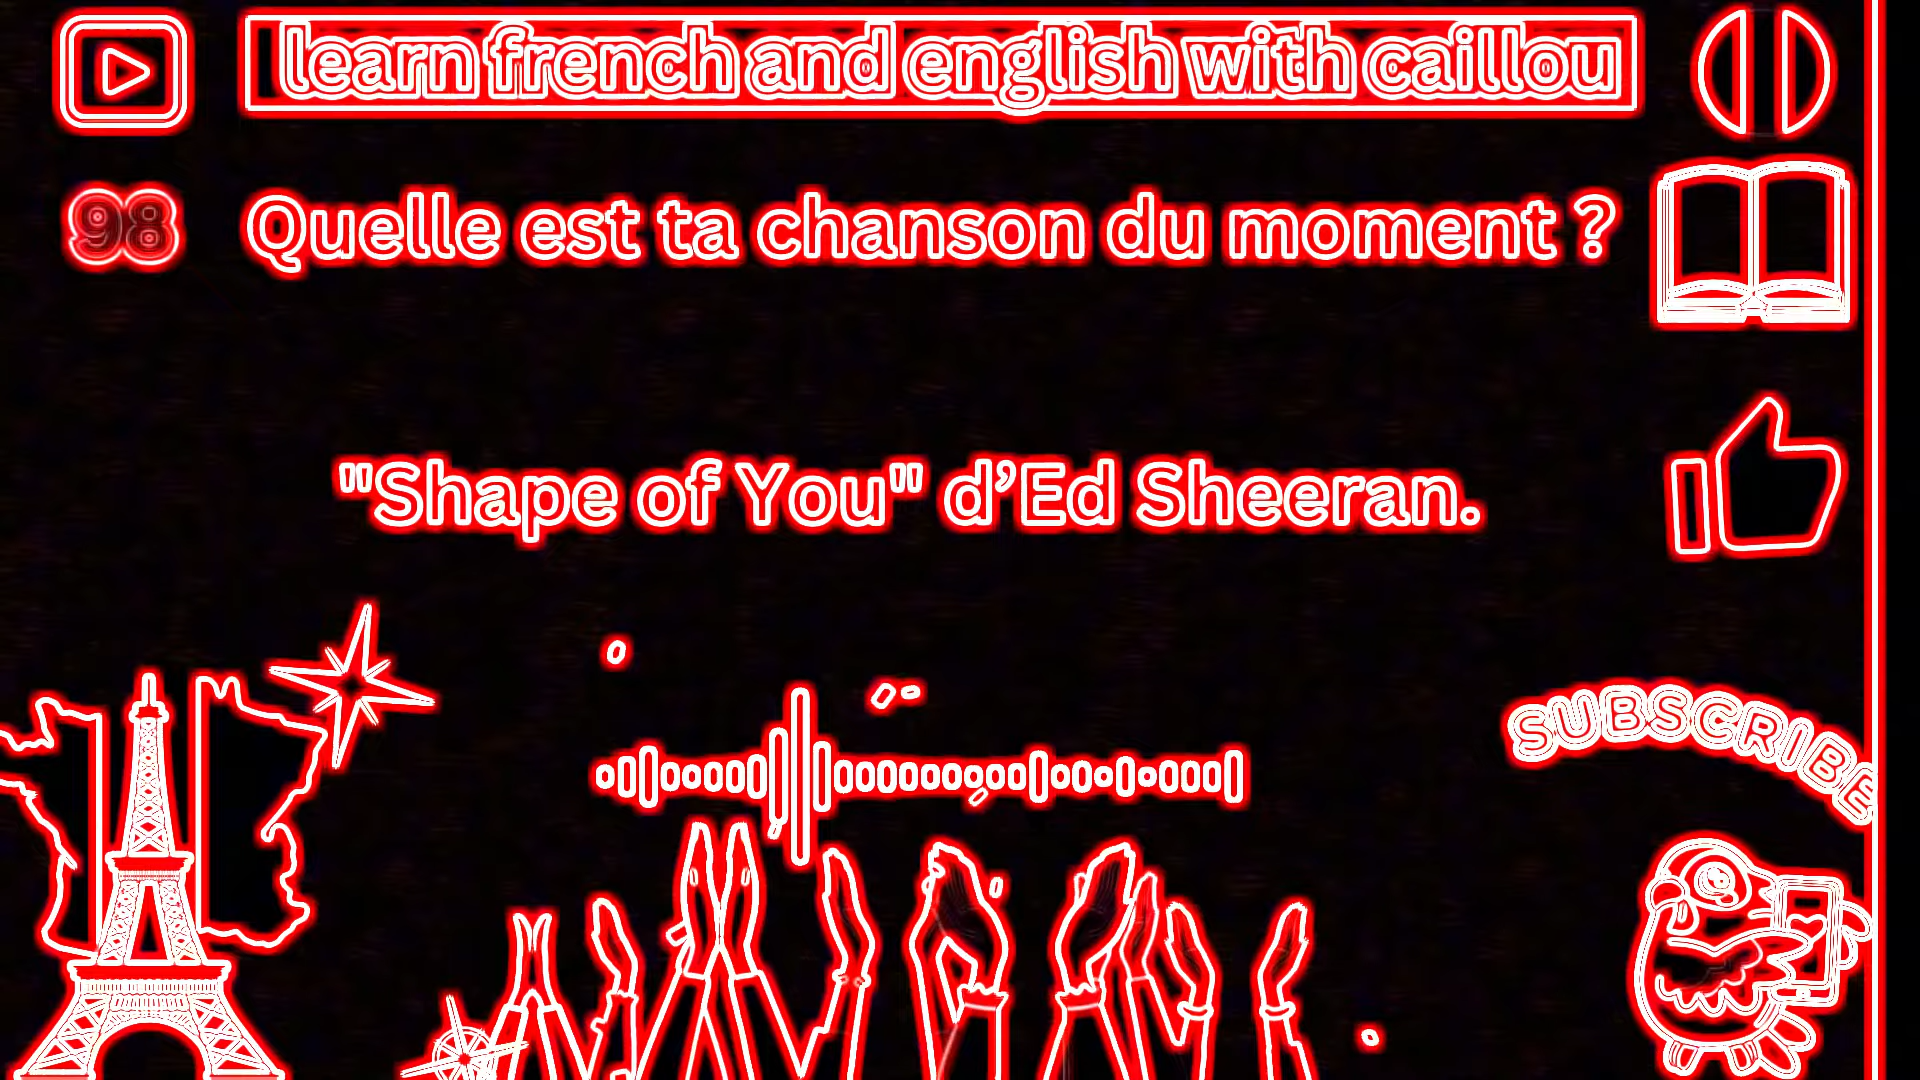 learn french and english with caillou
98 Quelle est ta chanson du moment ?
"Shape of You" d’Ed Sheeran.
SUBSCRIBE